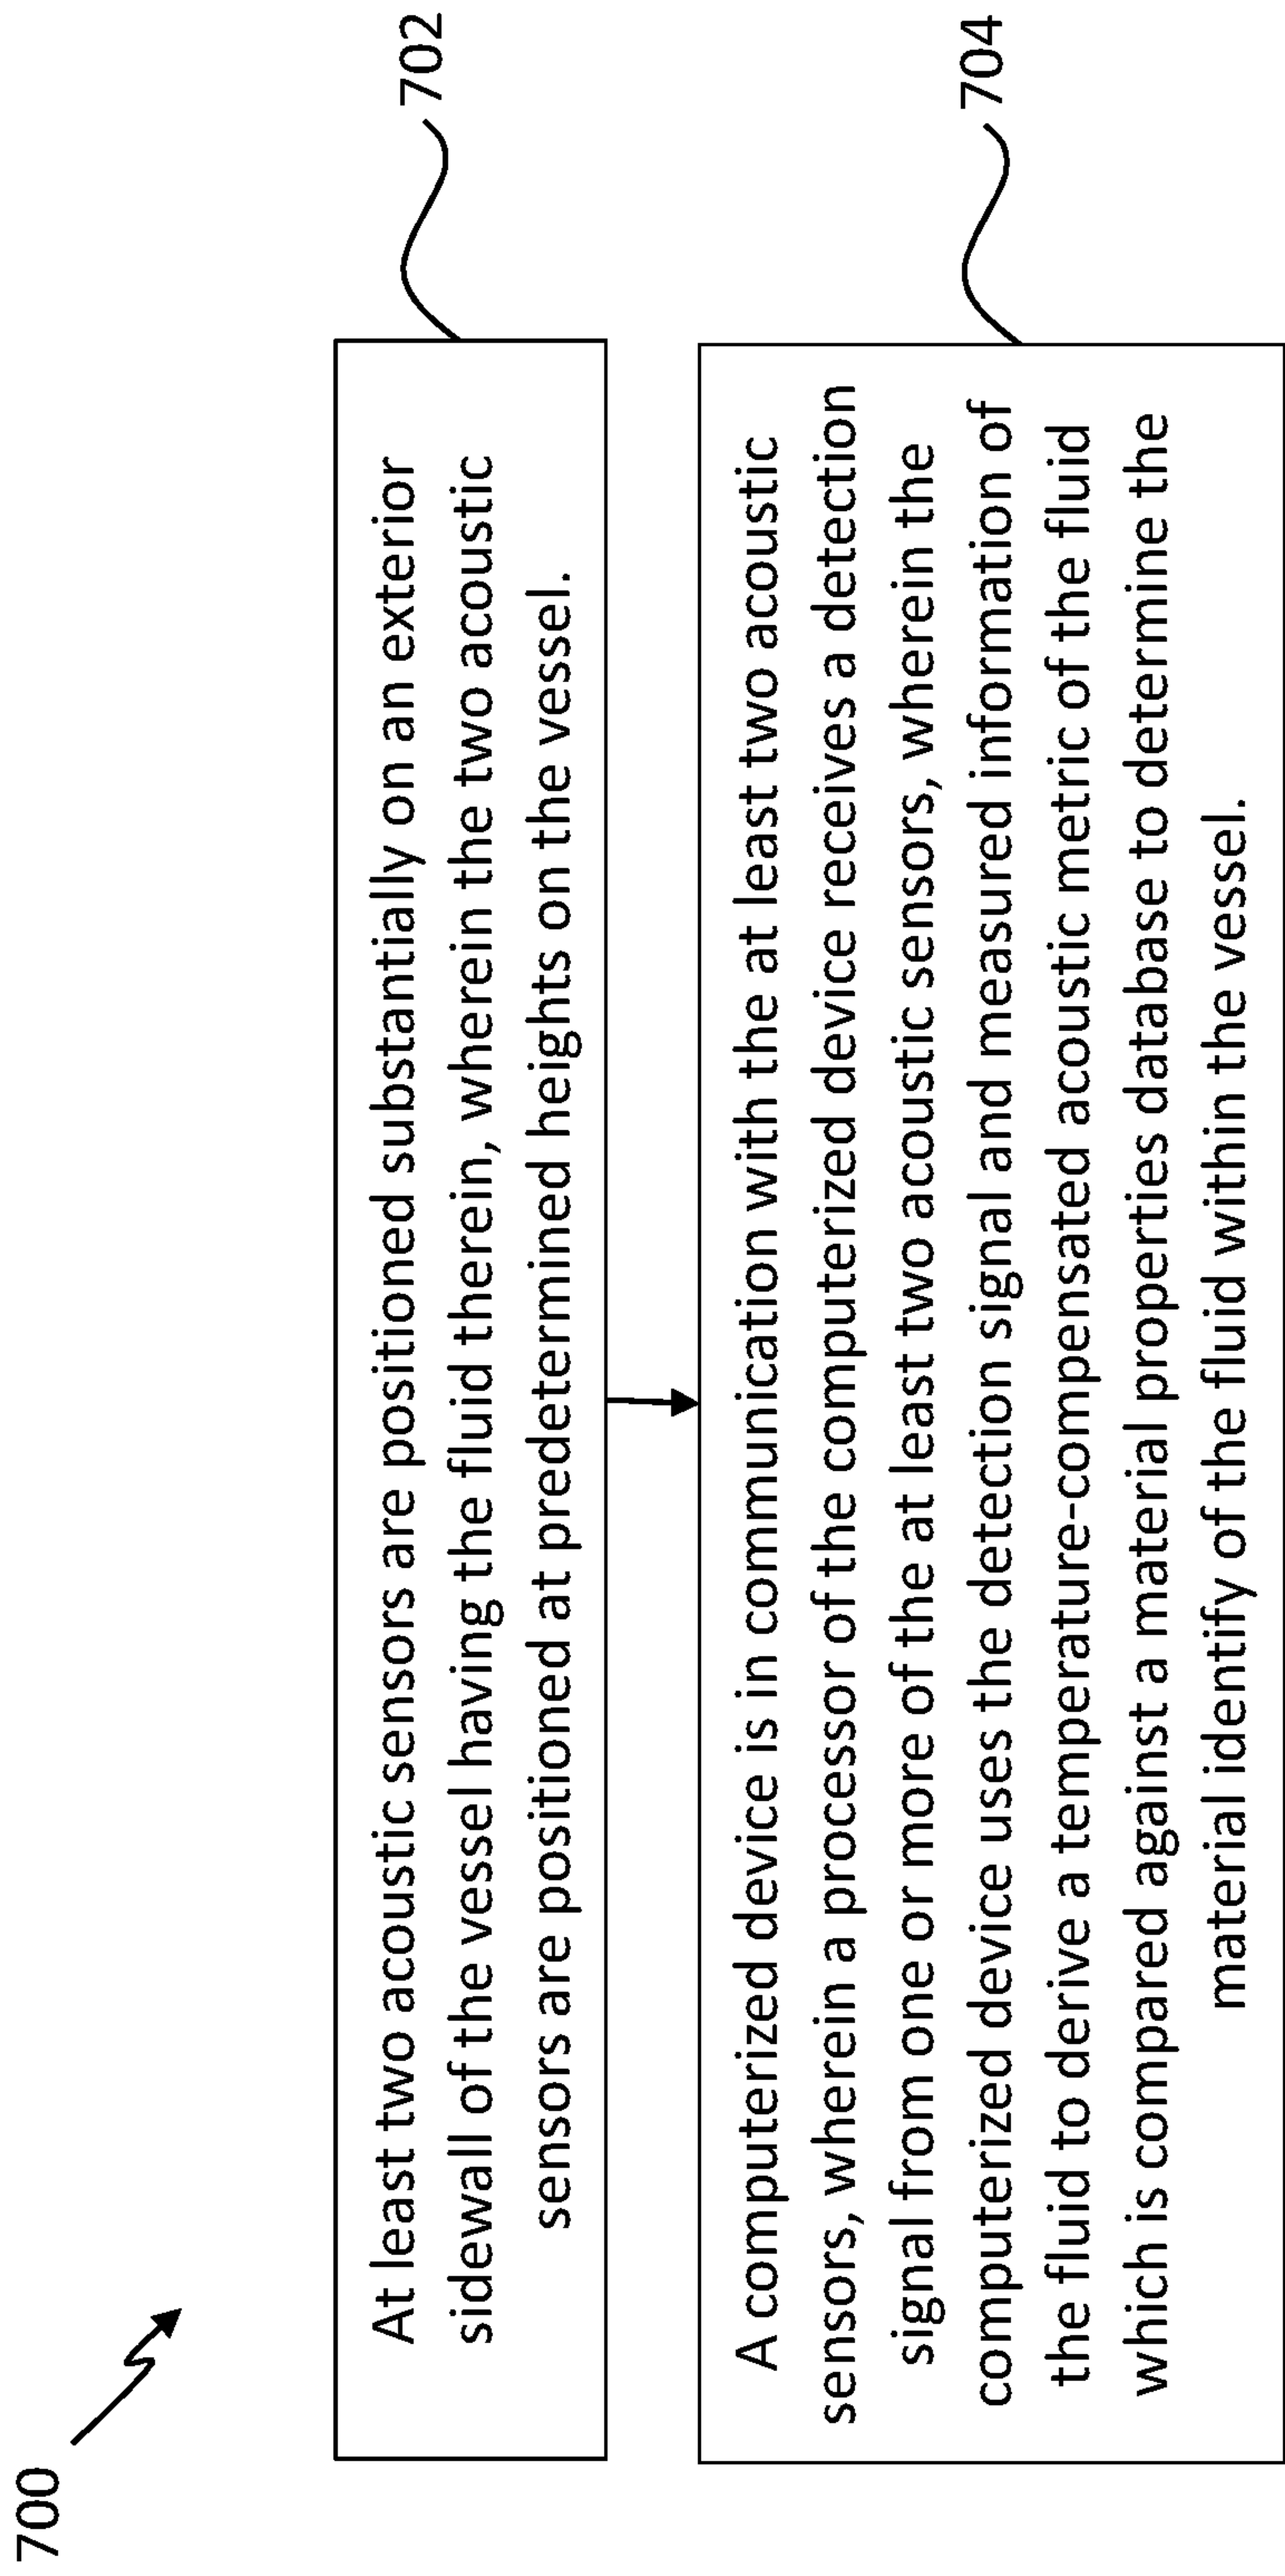 700
702
At least two acoustic sensors are positioned substantially on an exterior
sidewall of the vessel having the fluid therein, wherein the two acoustic
sensors are positioned at predetermined heights on the vessel.
704
A computerized device is in communication with the at least two acoustic
sensors, wherein a processor of the computerized device receives a detection
signal from one or more of the at least two acoustic sensors, wherein the
computerized device uses the detection signal and measured information of
the fluid to derive a temperature-compensated acoustic metric of the fluid
which is compared against a material properties database to determine the
material identify of the fluid within the vessel.